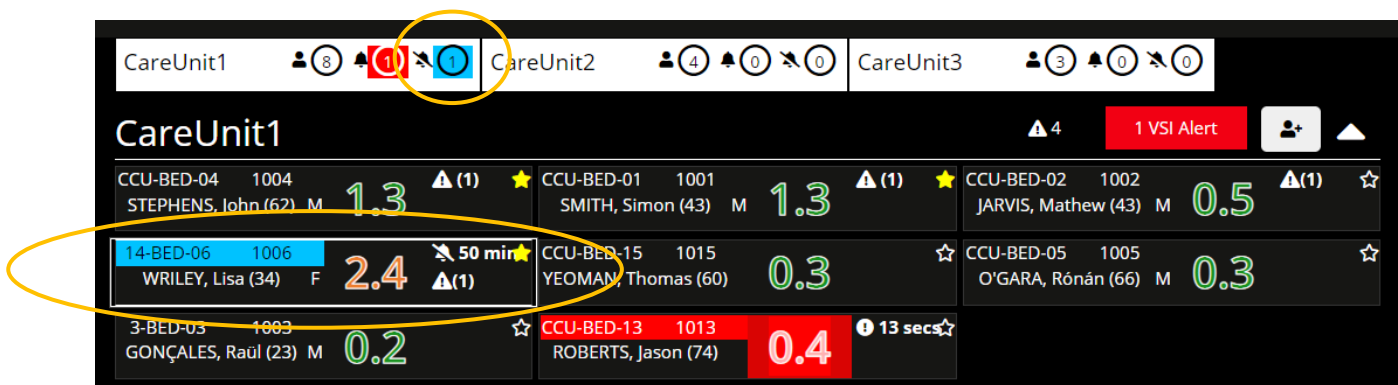 CareUnit1 8 1 1 CareUnit2 4 0 0 CareUnit3 3 0 0
CareUnit1 4 1 VSI Alert
CCU-BED-04 1004 1.3 (1)
STEPHENS, John (62) M
CCU-BED-01 1001 1.3 (1)
SMITH, Simon (43) M
CCU-BED-02 1002 0.5 (1)
JARVIS, Mathew (43) M
14-BED-06 1006 2.4 50 min
WRILEY, Lisa (34) F (1)
CCU-BED-15 1015 0.3
YEOMAN, Thomas (60)
CCU-BED-05 1005 0.3
O'GARA, Rónán (66) M
3-BED-03 1003 0.2
GONÇALES, Raül (23) M
CCU-BED-13 1013 0.4 13 secs
ROBERTS, Jason (74)